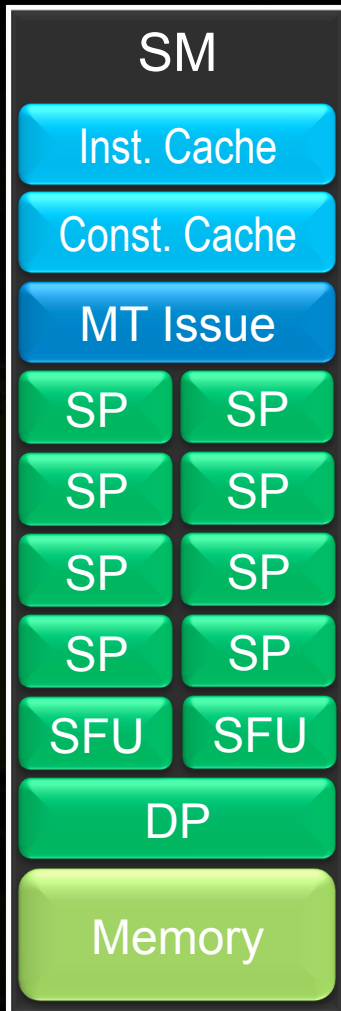 SM
Inst. Cache
Const. Cache
MT Issue
SP SP
SP SP
SP SP
SP SP
SFU SFU
DP
Memory